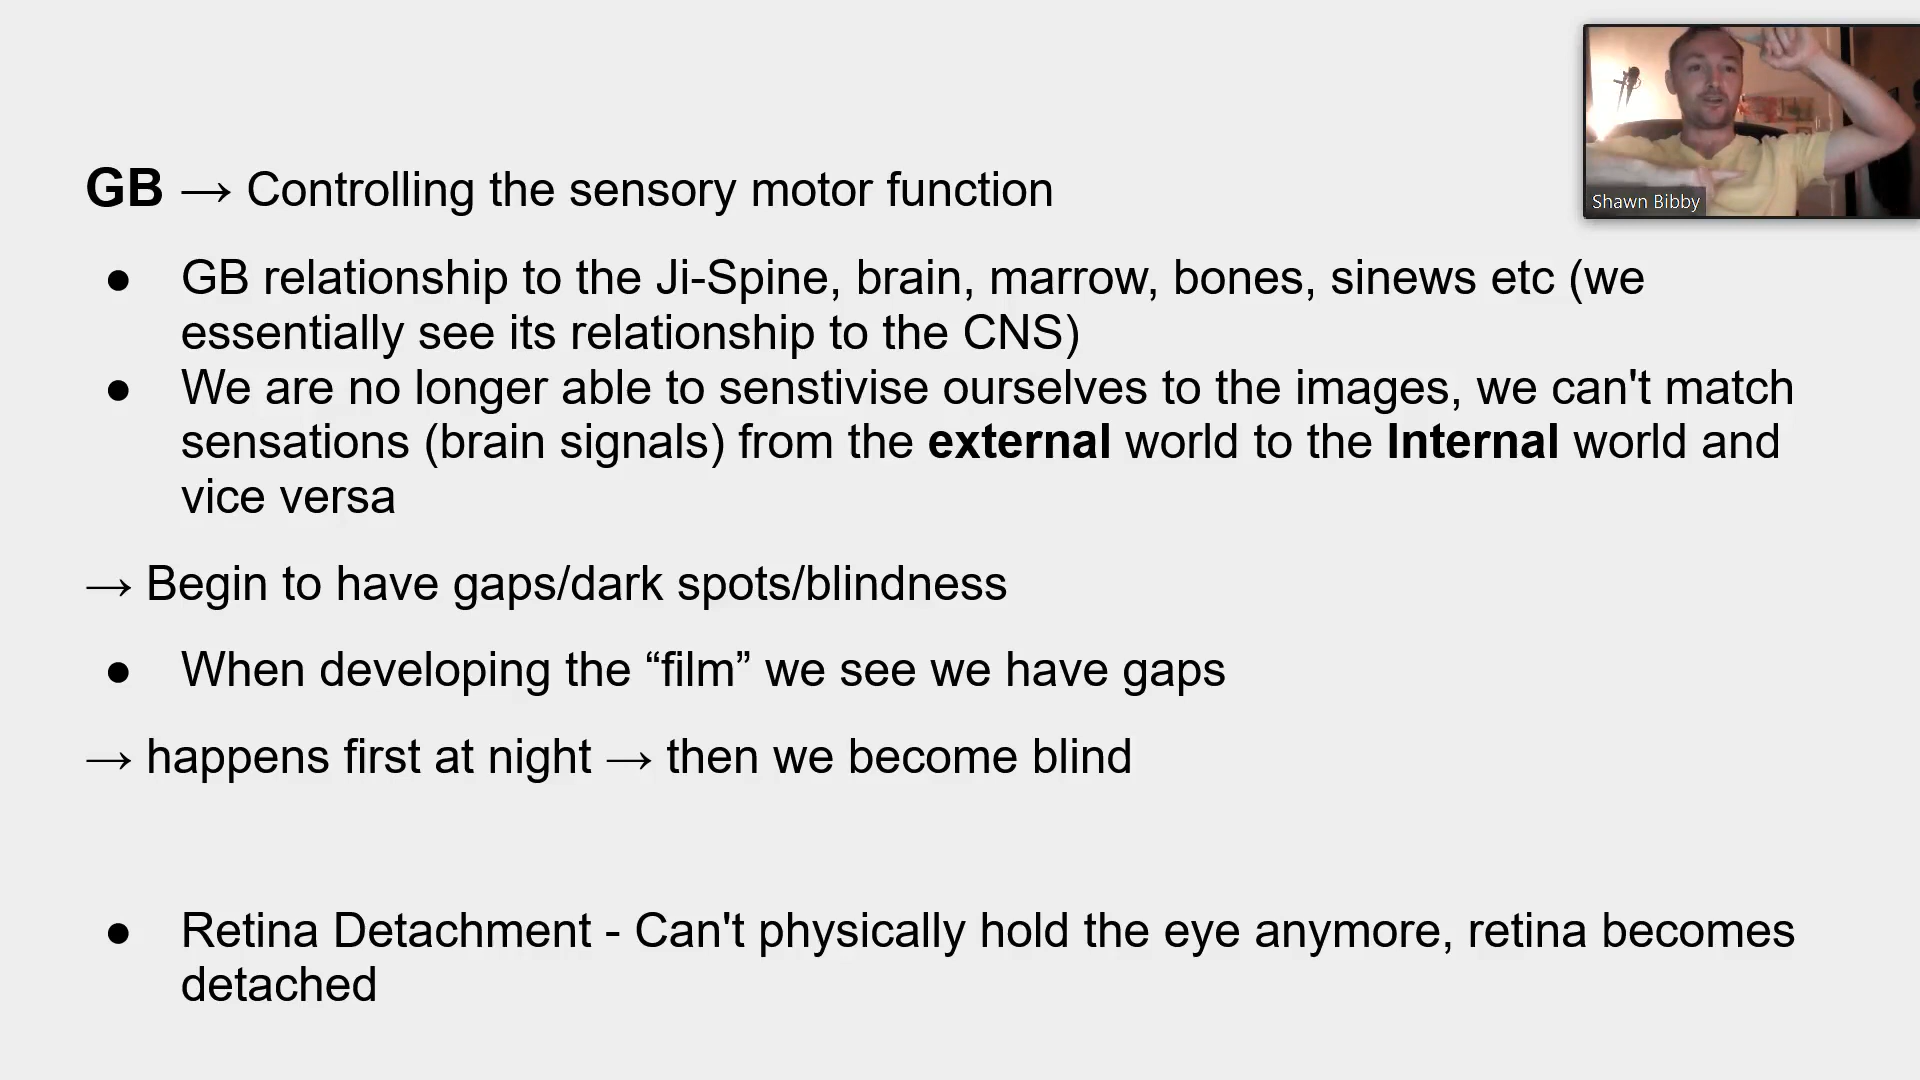 Shawn Bibby
GB → Controlling the sensory motor function
● GB relationship to the Ji-Spine, brain, marrow, bones, sinews etc (we
essentially see its relationship to the CNS)
● We are no longer able to senstivise ourselves to the images, we can't match
sensations (brain signals) from the external world to the Internal world and
vice versa
→ Begin to have gaps/dark spots/blindness
● When developing the “film” we see we have gaps
→ happens first at night → then we become blind
● Retina Detachment - Can't physically hold the eye anymore, retina becomes
detached